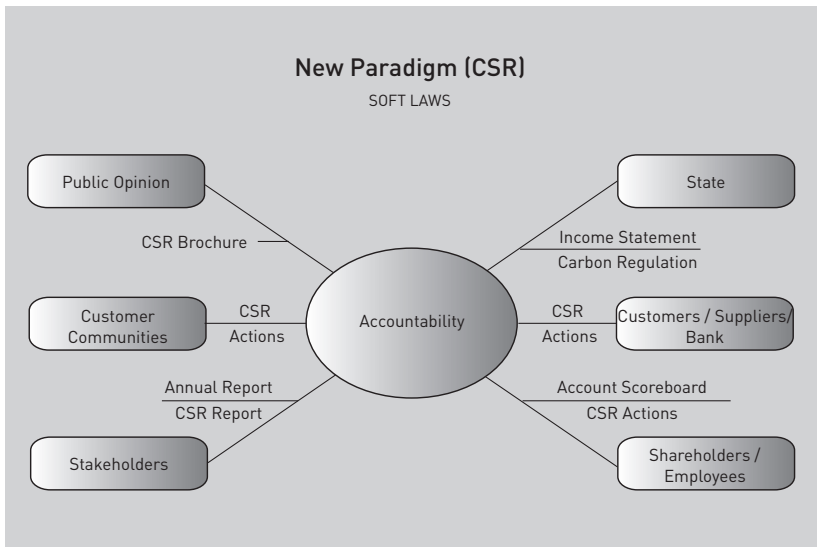 New Paradigm (CSR)
SOFT LAWS
Public Opinion
State
CSR Brochure
Income Statement
Carbon Regulation
Customer
Communities
CSR
Actions
Accountability
CSR
Actions
Customers / Suppliers/
Bank
Annual Report
CSR Report
Account Scoreboard
CSR Actions
Stakeholders
Shareholders /
Employees